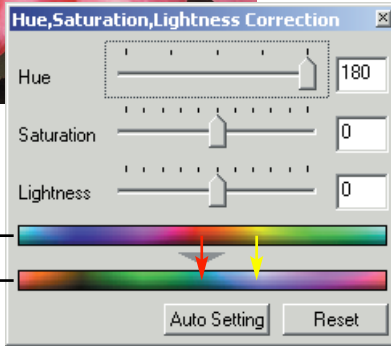 Hue,Saturation,Lightness Correction
Hue 180
Saturation 0
Lightness 0
Auto Setting Reset